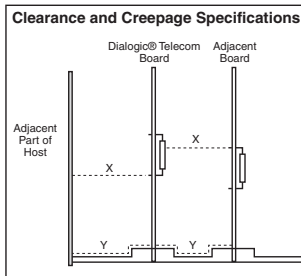 Clearance and Creepage Specifications
Dialogic® Telecom
Board
Adjacent
Board
Adjacent
Part of
Host
X
X
Y
Y